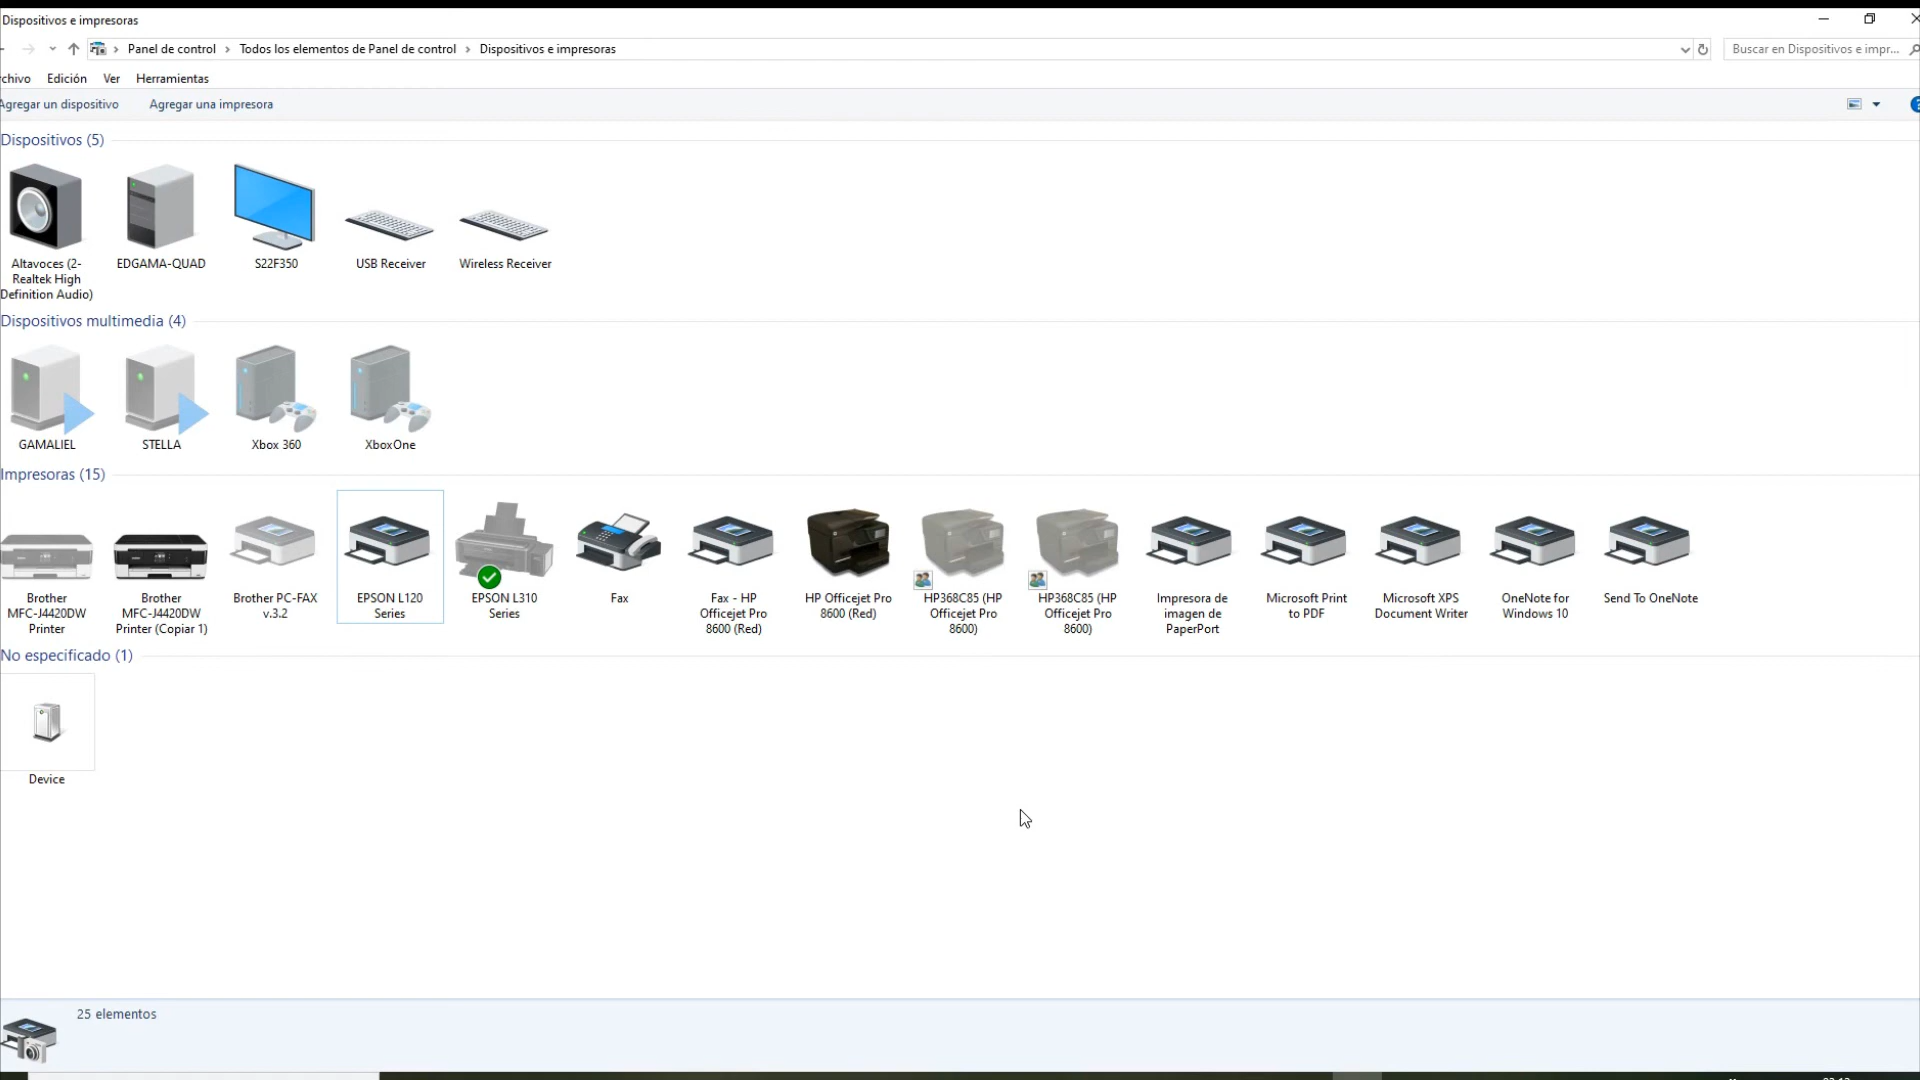 Dispositivos e impresoras
Panel de control > Todos los elementos de Panel de control > Dispositivos e impresoras
Buscar en Dispositivos e impr...
rchivo Edición Ver Herramientas
Agregar un dispositivo Agregar una impresora
Dispositivos (5)
Altavoces (2-
Realtek High
Definition Audio)
EDGAMA-QUAD
S22F350
USB Receiver
Wireless Receiver
Dispositivos multimedia (4)
GAMALIEL
STELLA
Xbox 360
XboxOne
Impresoras (15)
Brother
MFC-J4420DW
Printer
Brother
MFC-J4420DW
Printer (Copiar 1)
Brother PC-FAX
v.3.2
EPSON L120
Series
EPSON L310
Series
Fax
Fax - HP
Officejet Pro
8600 (Red)
HP Officejet Pro
8600 (Red)
HP368C85 (HP
Officejet Pro
8600)
HP368C85 (HP
Officejet Pro
8600)
Impresora de
imagen de
PaperPort
Microsoft Print
to PDF
Microsoft XPS
Document Writer
OneNote for
Windows 10
Send To OneNote
No especificado (1)
Device
25 elementos